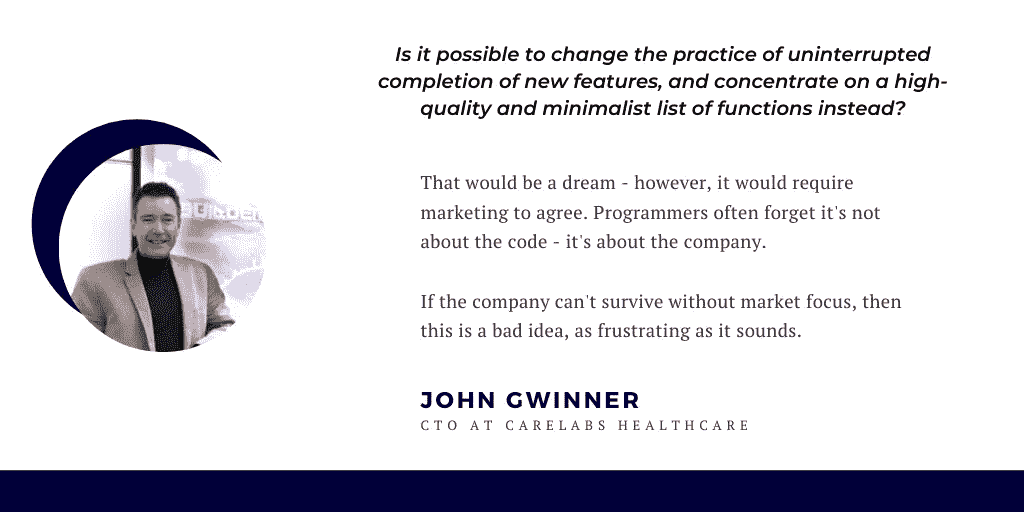 Is it possible to change the practice of uninterrupted
completion of new features, and concentrate on a high-
quality and minimalist list of functions instead?
That would be a dream - however, it would require
marketing to agree. Programmers often forget it's not
about the code - it's about the company.
If the company can't survive without market focus, then
this is a bad idea, as frustrating as it sounds.
JOHN GWINNER
CTO AT CARELABS HEALTHCARE